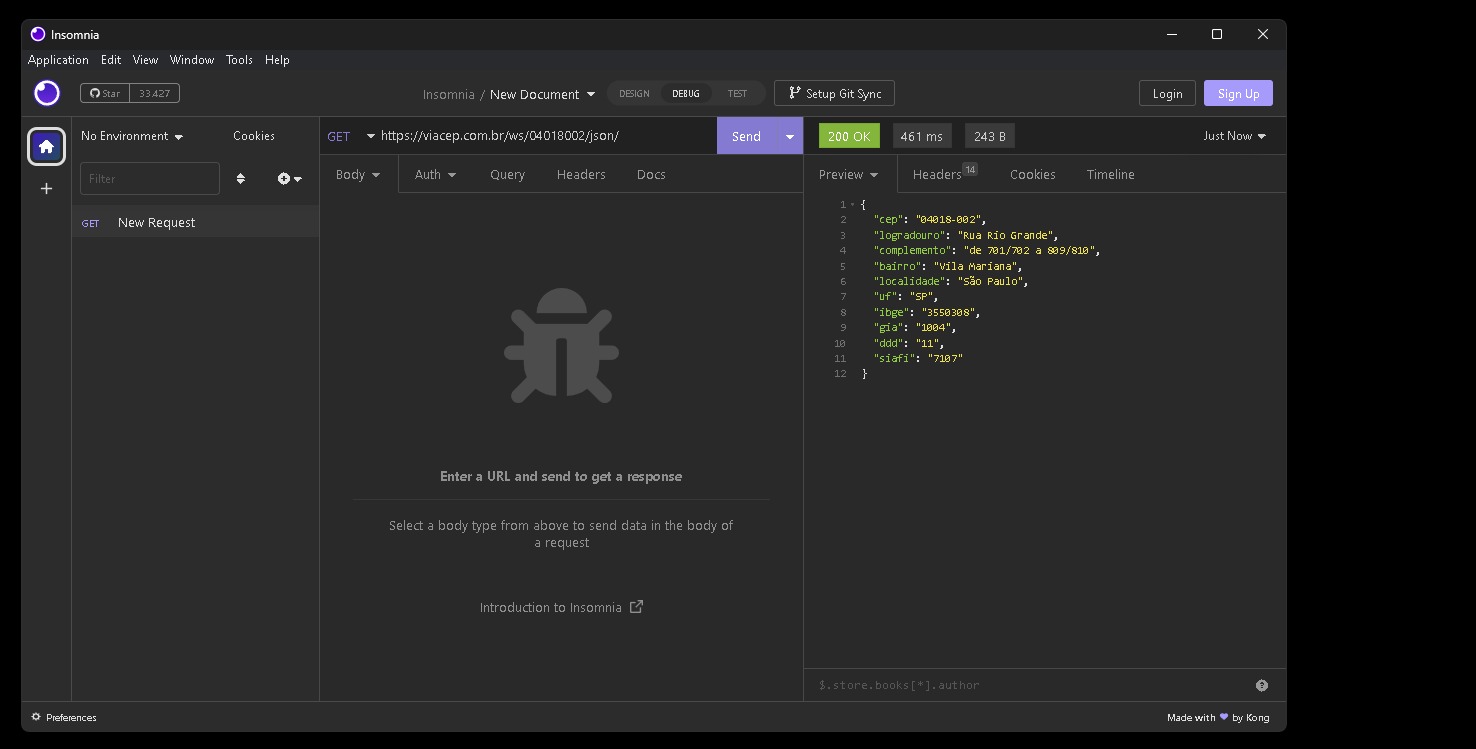 Insomnia
Application Edit View Window Tools Help
Star 33.427 Insomnia / New Document DESIGN DEBUG TEST Setup Git Sync Login Sign Up
No Environment Cookies
Filter
GET New Request
GET https://viacep.com.br/ws/04018002/json/ Send
Body Auth Query Headers Docs
Enter a URL and send to get a response
Select a body type from above to send data in the body of
a request
Introduction to Insomnia
200 OK 461 ms 243 B Just Now
Preview Headers 14 Cookies Timeline
1 {
2 "cep": "04018-002",
3 "logradouro": "Rua Rio Grande",
4 "complemento": "de 701/702 a 809/810",
5 "bairro": "Vila Mariana",
6 "localidade": "São Paulo",
7 "uf": "SP",
8 "ibge": "3550308",
9 "gia": "1004",
10 "ddd": "11",
11 "siafi": "7107"
12 }
$.store.books[*].author
Preferences
Made with 💜 by Kong